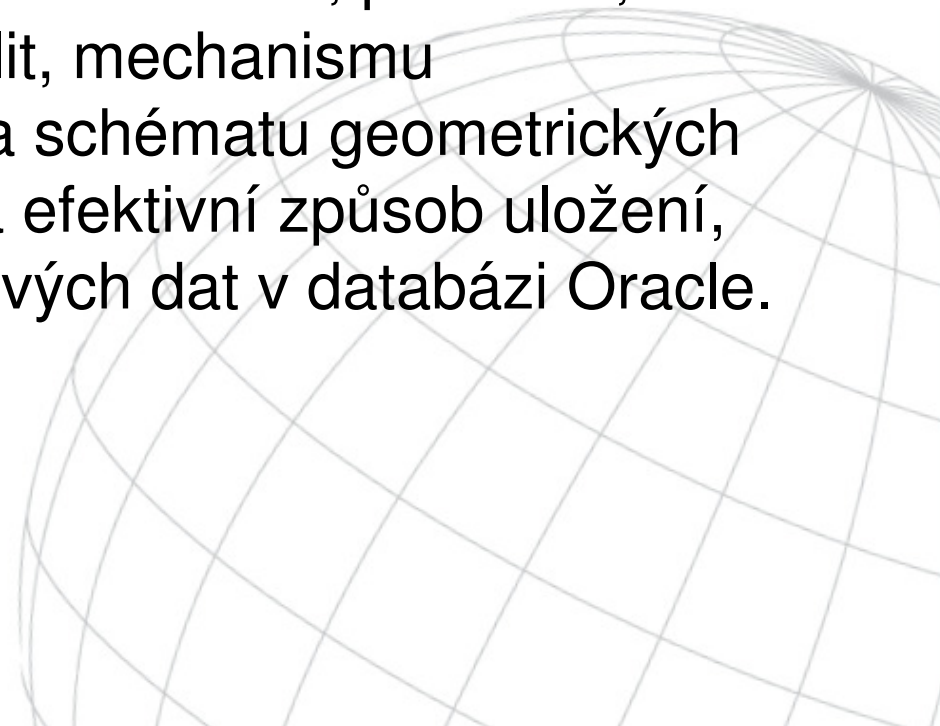 lit, mechanismu
a schématu geometrických
efektivní způsob uložení,
vých dat v databázi Oracle.